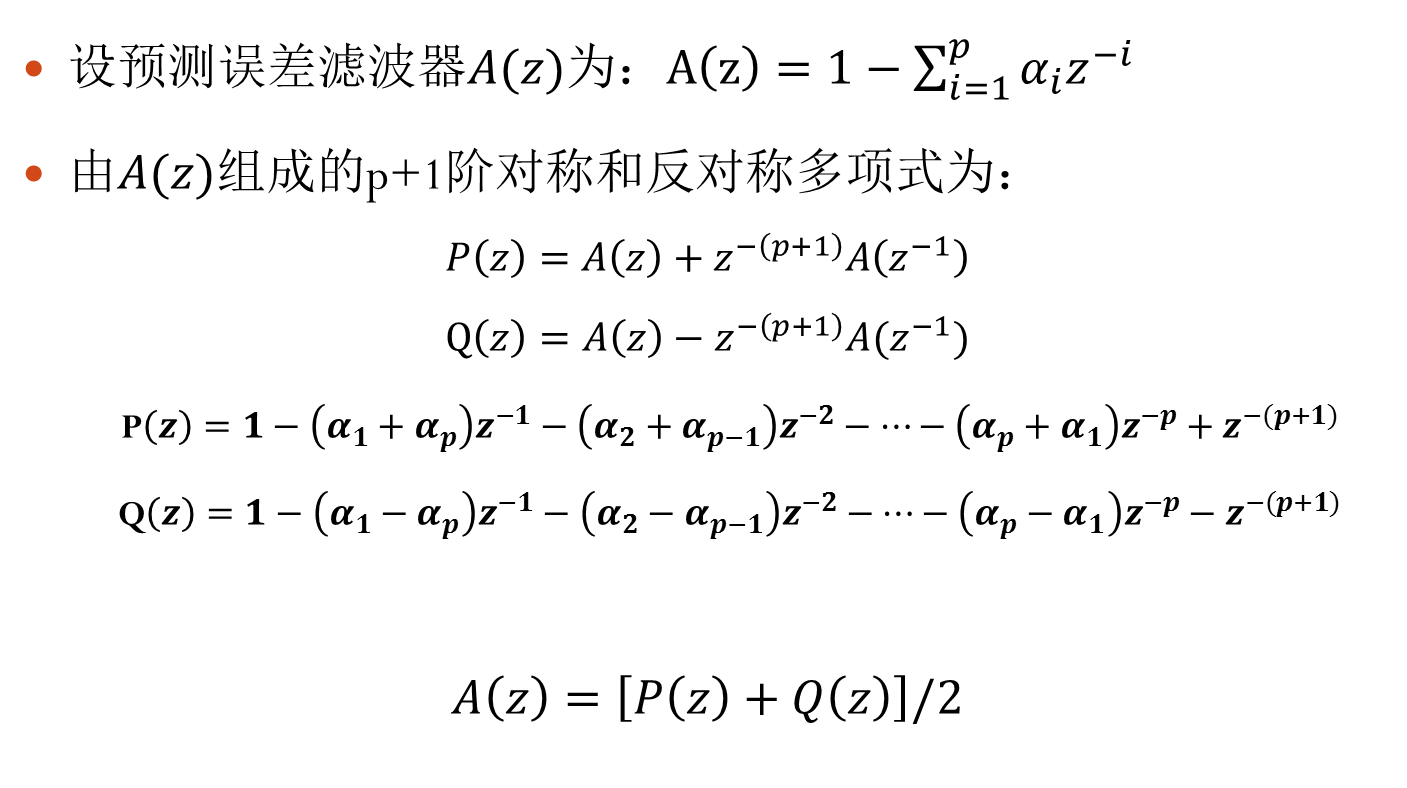 • 设预测误差滤波器A(z)为：A(z) = 1 − ∑_{i=1}^{p} α_i z^{−i}
• 由A(z)组成的p+1阶对称和反对称多项式为：
P(z) = A(z) + z^{−(p+1)}A(z^{−1})
Q(z) = A(z) − z^{−(p+1)}A(z^{−1})
P(z) = 1 − (α_1 + α_p)z^{−1} − (α_2 + α_{p−1})z^{−2} − ⋯ − (α_p + α_1)z^{−p} + z^{−(p+1)}
Q(z) = 1 − (α_1 − α_p)z^{−1} − (α_2 − α_{p−1})z^{−2} − ⋯ − (α_p − α_1)z^{−p} − z^{−(p+1)}
A(z) = [P(z) + Q(z)]/2